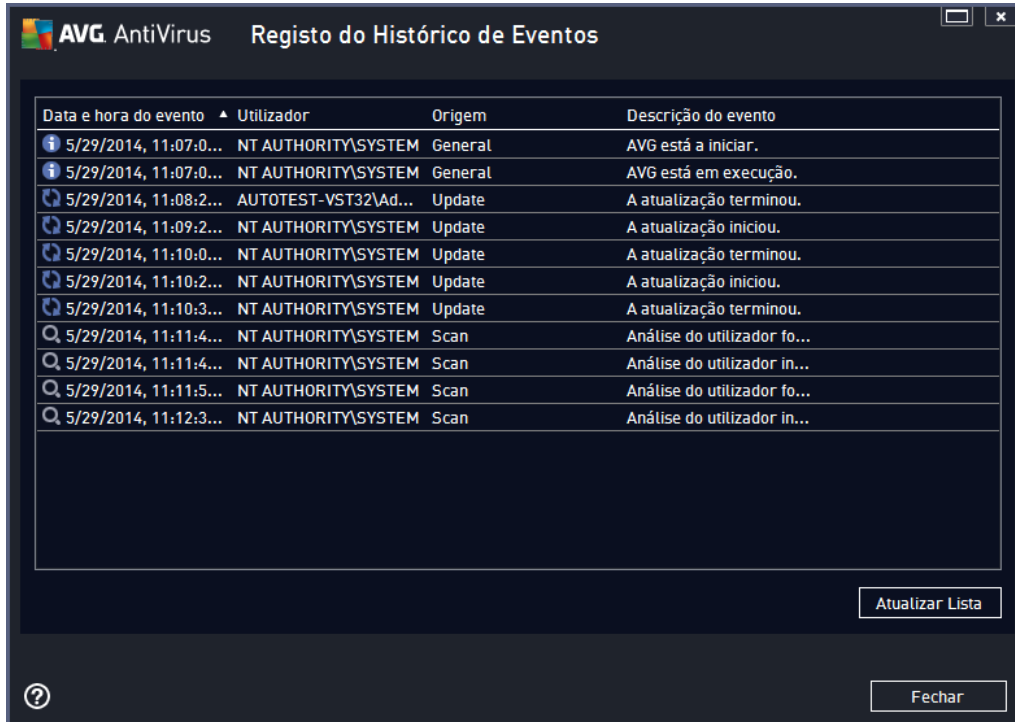 AVG. AntiVirus Registo do Histórico de Eventos
Data e hora do evento Utilizador Origem Descrição do evento
5/29/2014, 11:07:0... NT AUTHORITY\SYSTEM General AVG está a iniciar.
5/29/2014, 11:07:0... NT AUTHORITY\SYSTEM General AVG está em execução.
5/29/2014, 11:08:2... AUTOTEST-VST32\Ad... Update A atualização terminou.
5/29/2014, 11:09:2... NT AUTHORITY\SYSTEM Update A atualização iniciou.
5/29/2014, 11:10:0... NT AUTHORITY\SYSTEM Update A atualização terminou.
5/29/2014, 11:10:2... NT AUTHORITY\SYSTEM Update A atualização iniciou.
5/29/2014, 11:10:3... NT AUTHORITY\SYSTEM Update A atualização terminou.
5/29/2014, 11:11:4... NT AUTHORITY\SYSTEM Scan Análise do utilizador fo...
5/29/2014, 11:11:4... NT AUTHORITY\SYSTEM Scan Análise do utilizador in...
5/29/2014, 11:11:5... NT AUTHORITY\SYSTEM Scan Análise do utilizador fo...
5/29/2014, 11:12:3... NT AUTHORITY\SYSTEM Scan Análise do utilizador in...
Atualizar Lista
Fechar